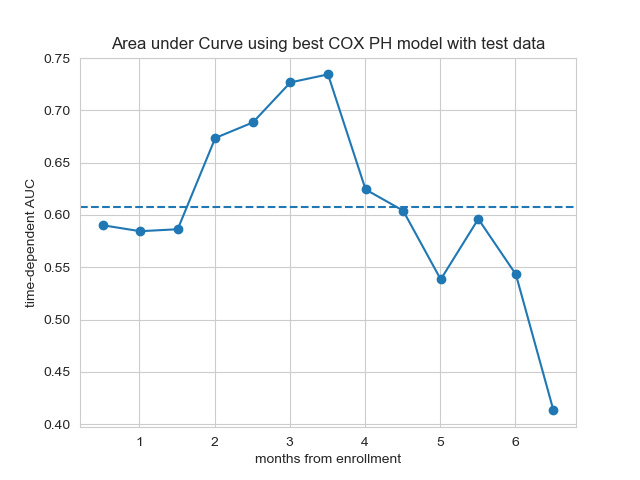 Area under Curve using best COX PH model with test data
0.75
0.70
0.65
0.60
0.55
0.50
0.45
0.40
time-dependent AUC
1 2 3 4 5 6
months from enrollment